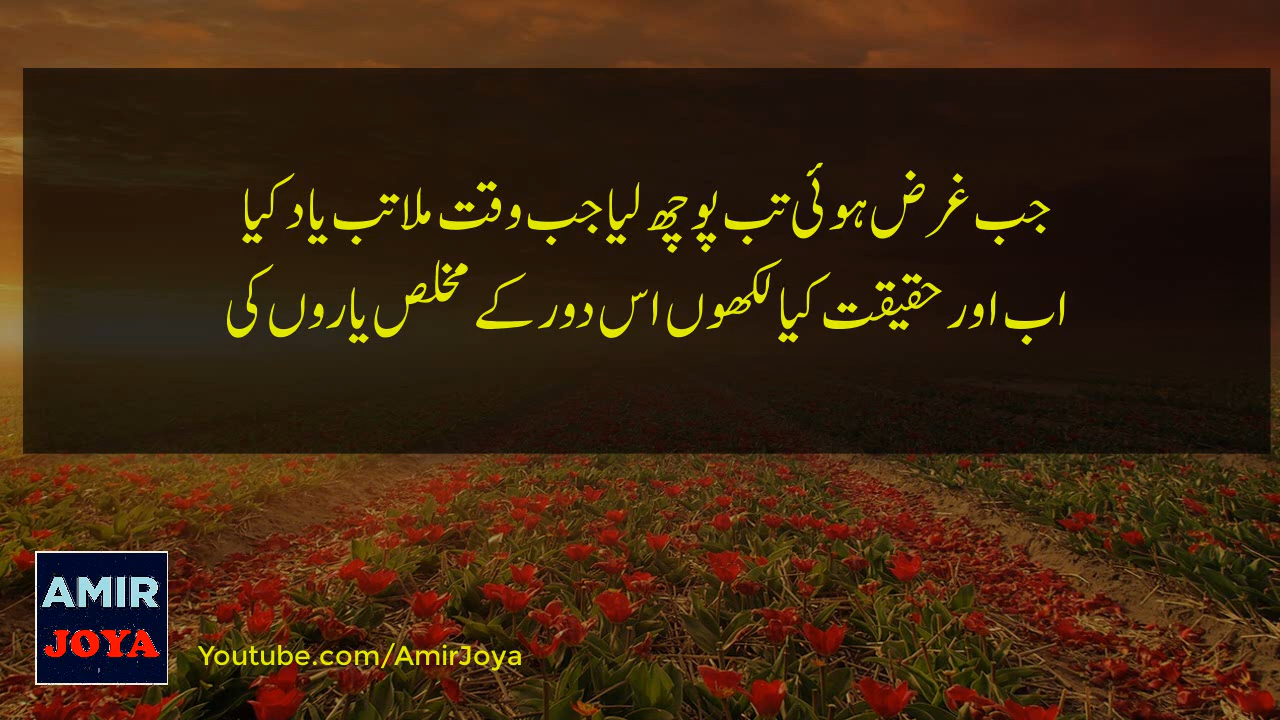 جب غرض ہوئی تب پوچھ لیا جب وقت ملا تب یاد کیا
اب اور حقیقت کیا لکھوں اس دور کے مخلص یاروں کی
AMIR
JOYA
Youtube.com/AmirJoya